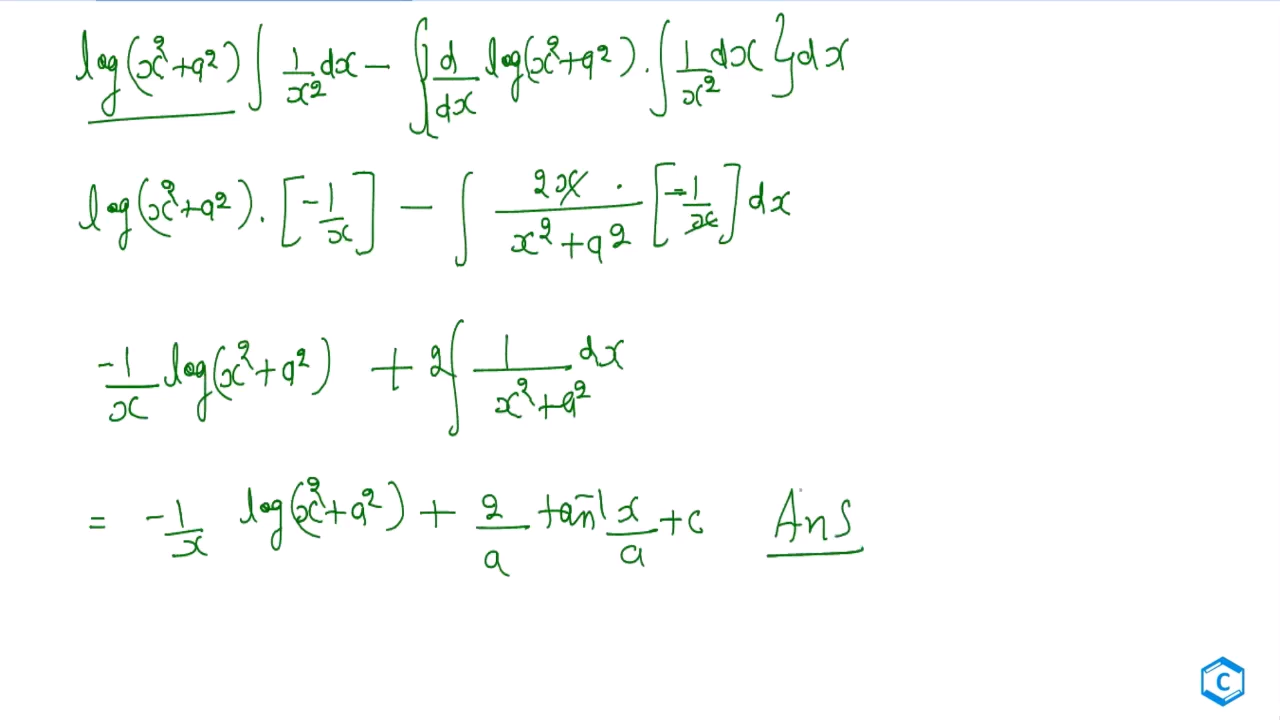 log(x²+a²) ∫ 1/x² dx − ∫{d/dx log(x²+a²) · ∫ 1/x² dx} dx
log(x²+a²) · [−1/x] − ∫ 2x/(x²+a²) · [−1/x] dx
−1/x log(x²+a²) + 2∫ 1/(x²+a²) dx
= −1/x log(x²+a²) + 2/a tan⁻¹ x/a + c Ans
C